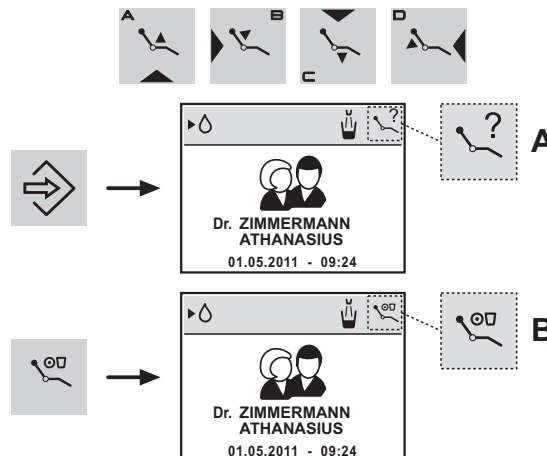 A
B
C
D
?
?
A
Dr. ZIMMERMANN
ATHANASIUS
01.05.2011 - 09:24
B
Dr. ZIMMERMANN
ATHANASIUS
01.05.2011 - 09:24